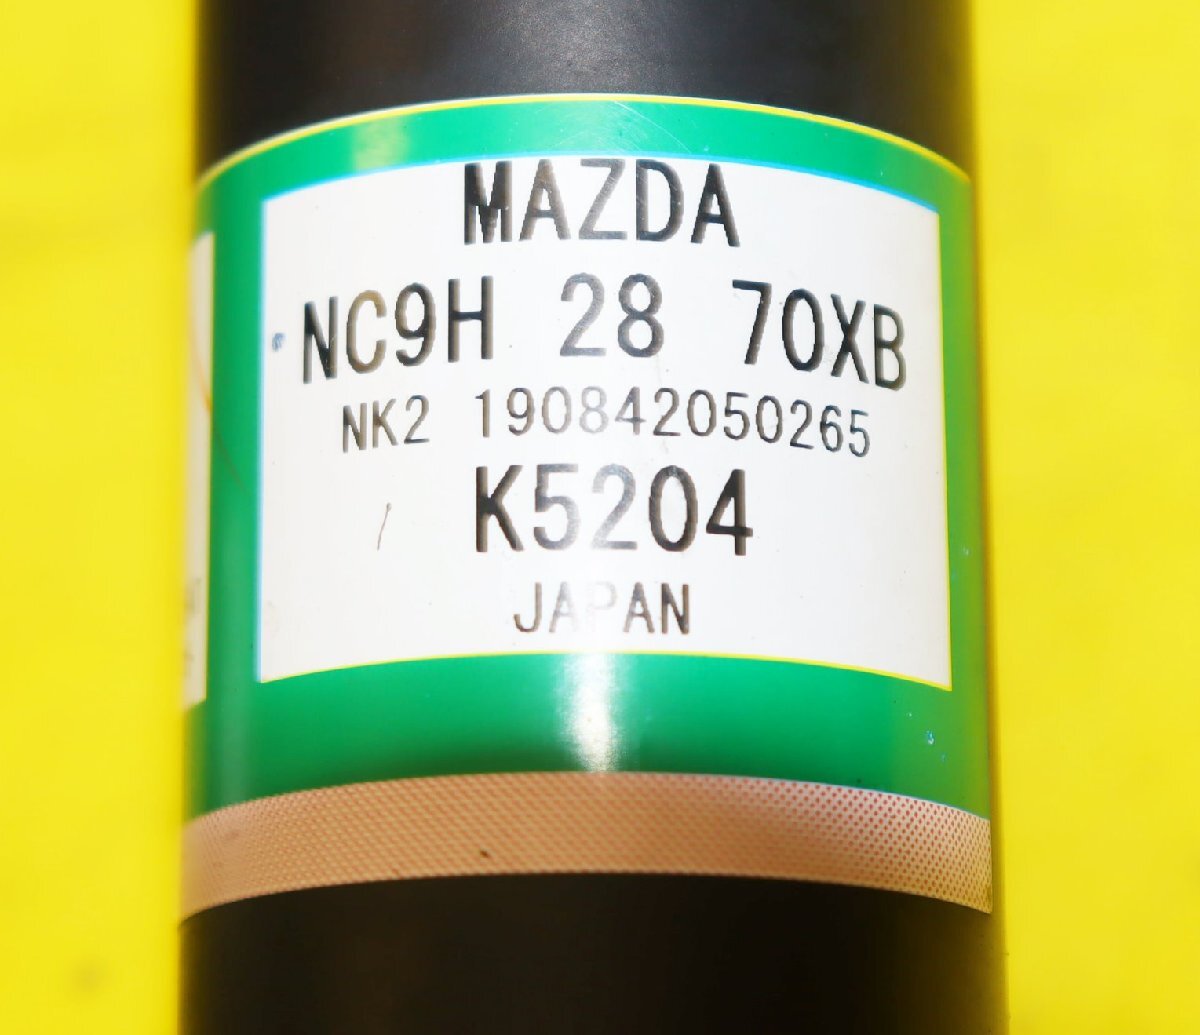 MAZDA
NC9H 28 70XB
NK2 190842050265
K5204
JAPAN